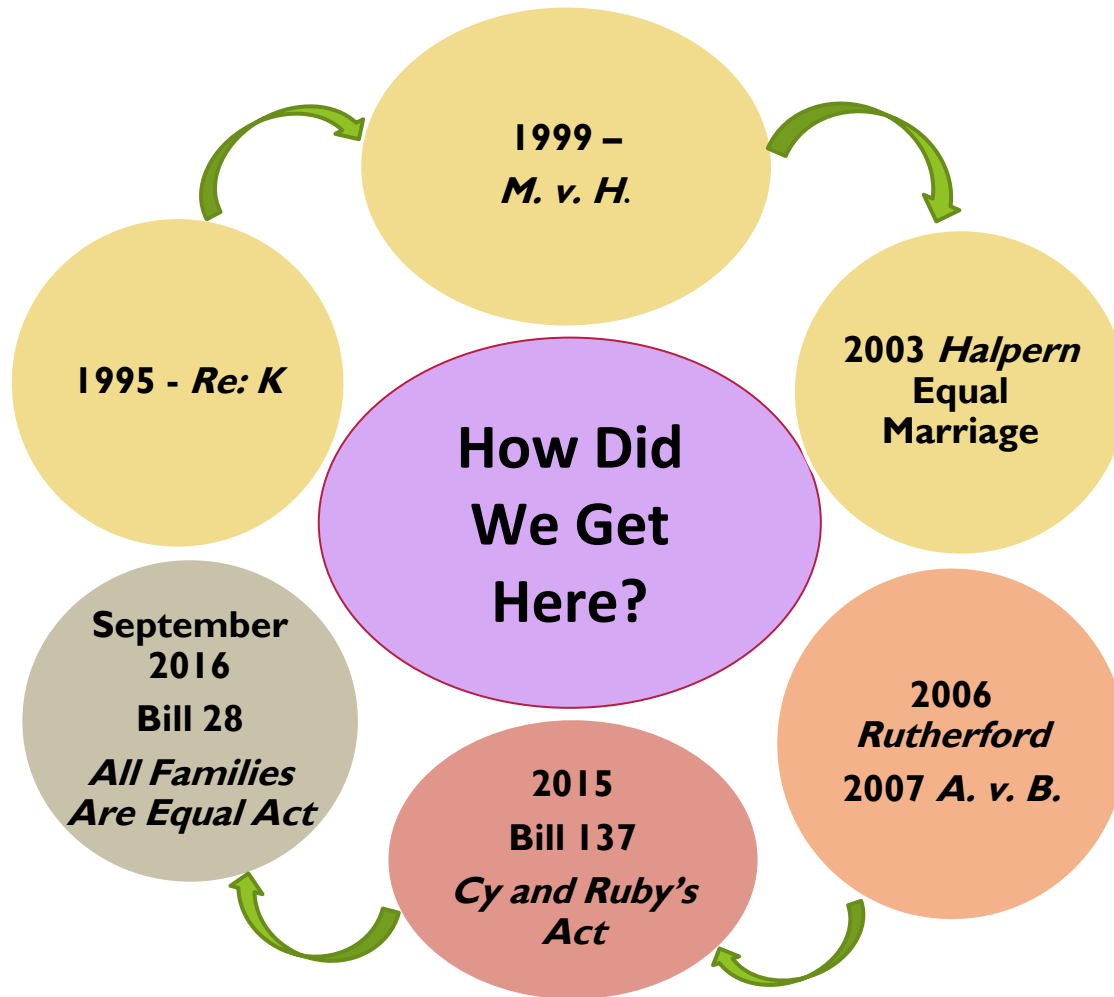 1999 –
M. v. H.
2003 Halpern
Equal
Marriage
1995 - Re: K
How Did
We Get
Here?
September
2016
Bill 28
All Families
Are Equal Act
2006
Rutherford
2007 A. v. B.
2015
Bill 137
Cy and Ruby’s
Act